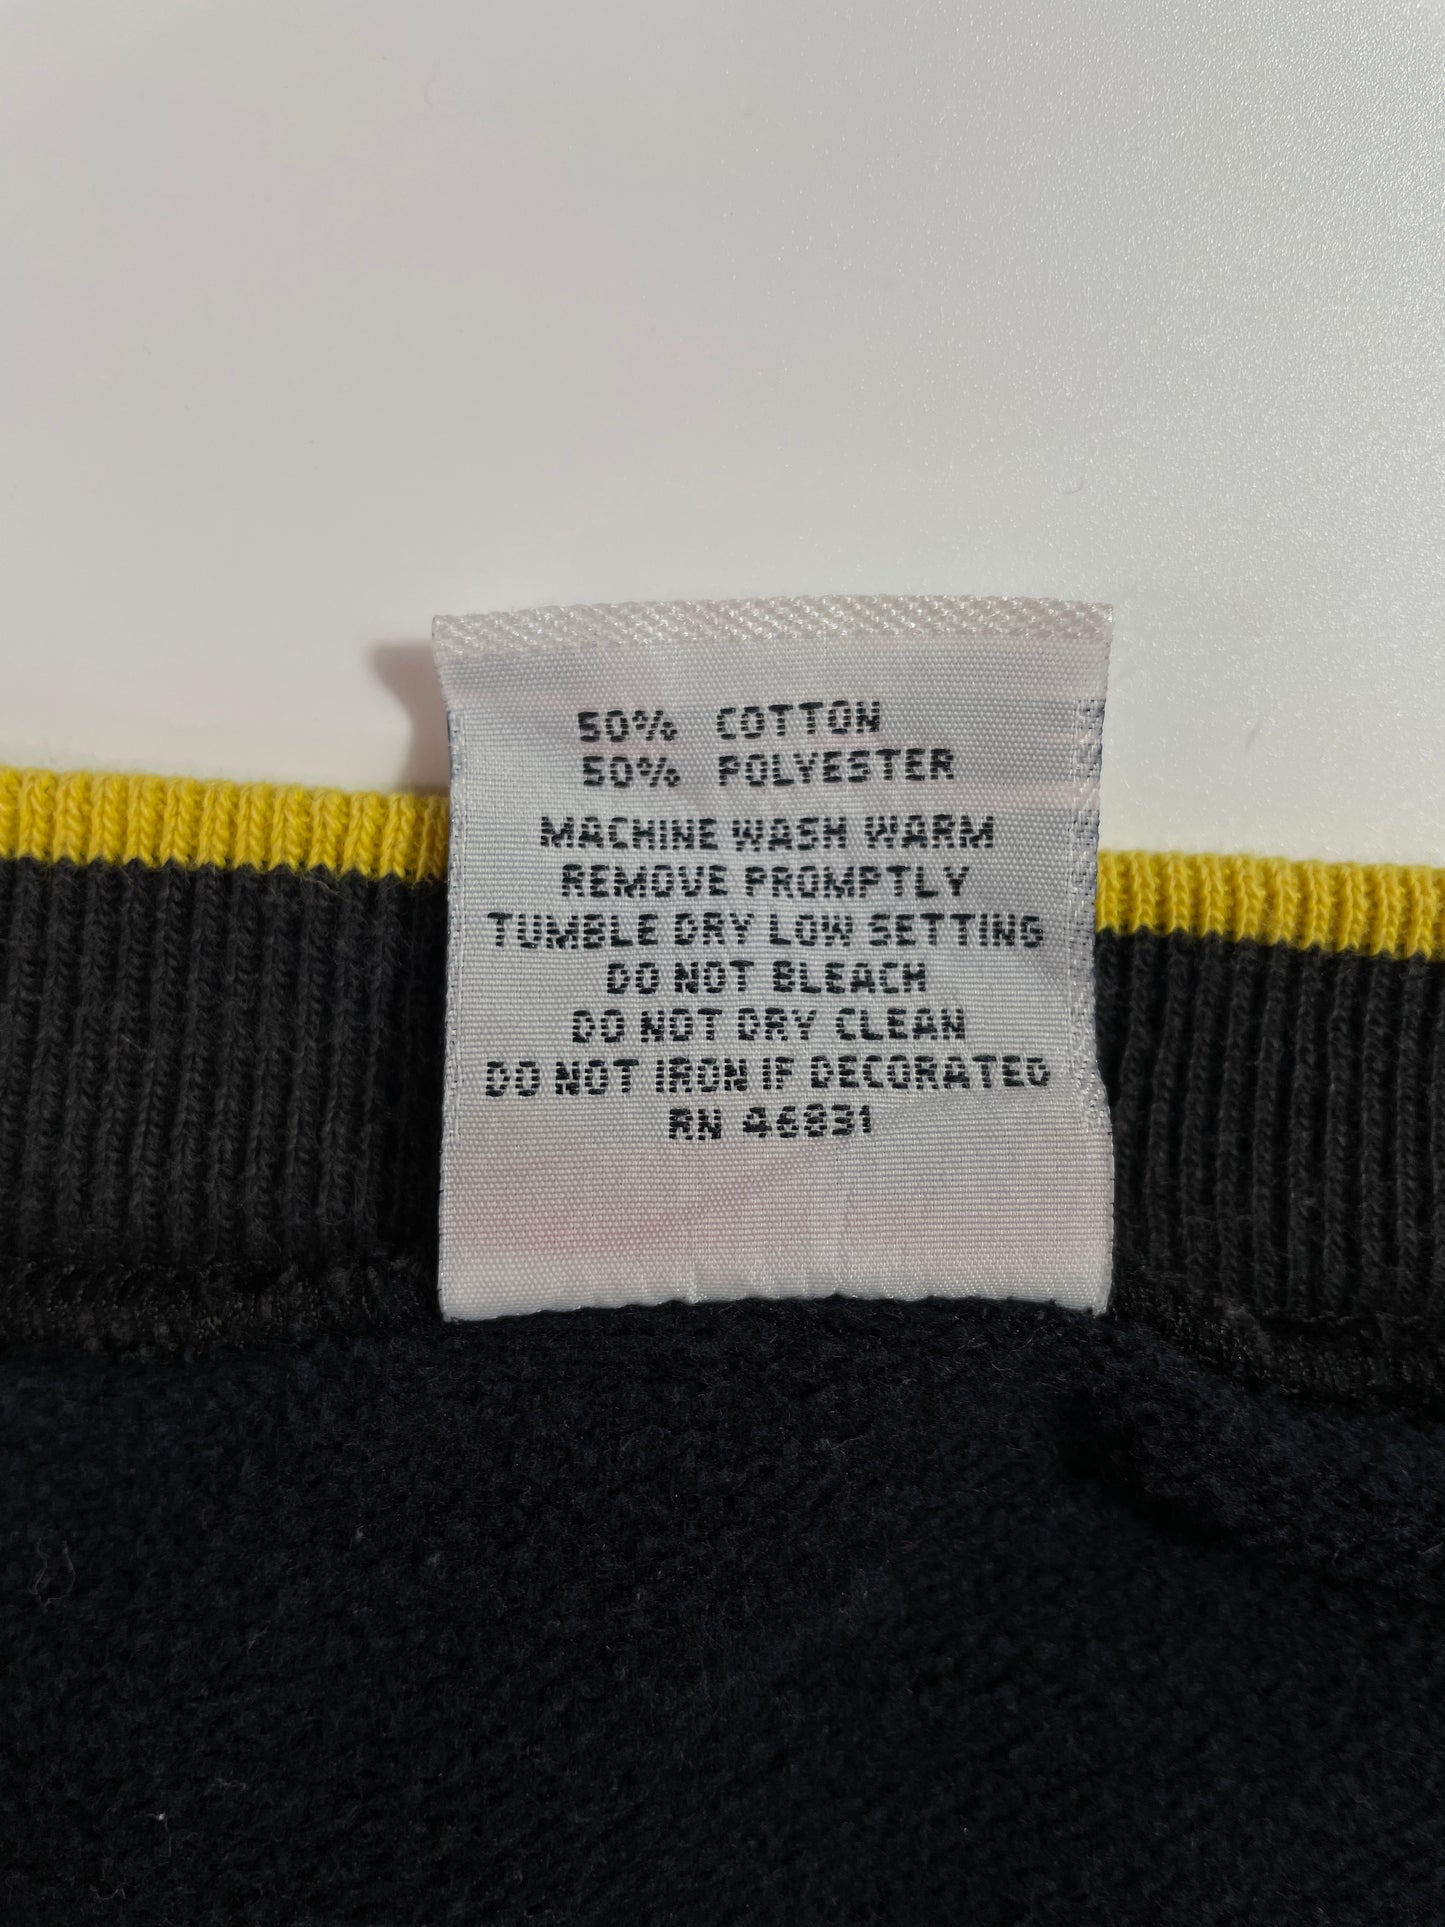 50% COTTON
50% POLYESTER
MACHINE WASH WARM
REMOVE PROMPTLY
TUMBLE DRY LOW SETTING
DO NOT BLEACH
DO NOT DRY CLEAN
DO NOT IRON IF DECORATED
RN 46831